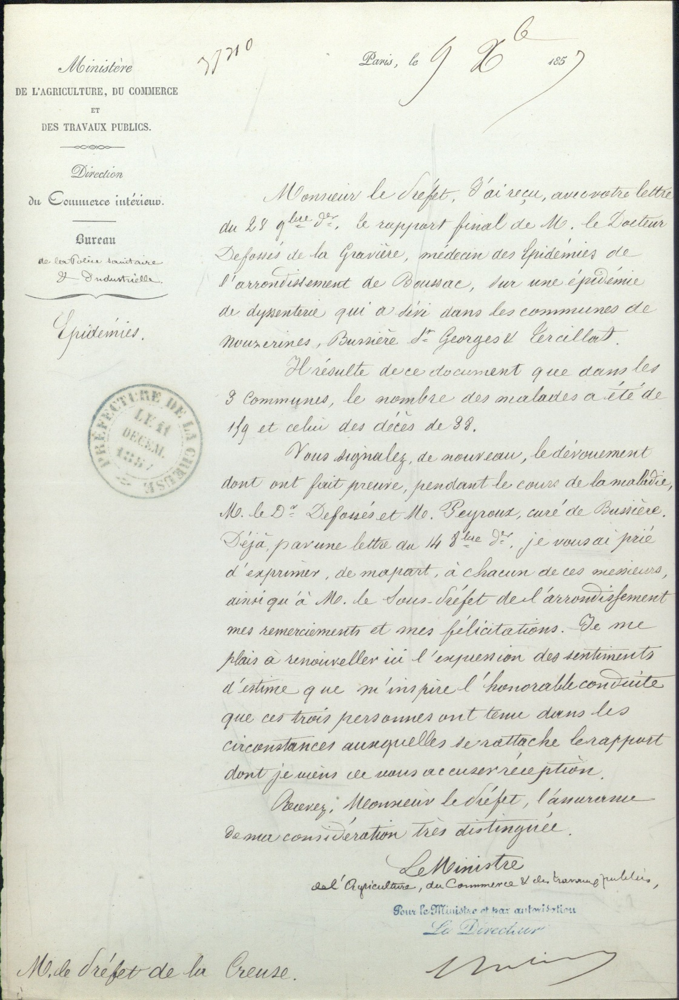 Ministère
DE L'AGRICULTURE, DU COMMERCE
ET
DES TRAVAUX PUBLICS.
Direction
du Commerce intérieur.
Bureau
de la Police sanitaire
& Industrielle.
Epidémies.
Paris, le 9 Xb 1857
Monsieur le Préfet, J'ai reçu, avec votre lettre
du 28 9bre der, le rapport final de M. le Docteur
Defossés de la Gravière, médecin des Epidémies de
l'arrondissement de Boussac, sur une épidémie
de dyssenterie qui a sévi dans les communes de
Nouzerines, Bussière St Georges & Tercillat.
Il résulte de ce document que dans les
3 Communes, le nombre des malades a été de
159 et celui des décès de 38.
Vous signalez, de nouveau, le dévouement
dont ont fait preuve, pendant le cours de la maladie,
M. le Dr Defossés et M. Peyroux, curé de Bussière.
Déjà, par une lettre du 14 8bre der, je vous ai prié
d'exprimer, de ma part, à chacun de ces messieurs,
ainsi qu'à M. le Sous-Préfet de l'arrondissement
mes remerciements et mes félicitations. Je me
plais à renouveller ici l'expression des sentiments
d'estime que m'inspire l'honorable conduite
que ces trois personnes ont tenu dans les
circonstances auxquelles se rattache le rapport
dont je viens de vous accuser réception.
Recevez, Monsieur le Préfet, l'assurance
de ma considération très distinguée.
Le Ministre
de l'Agriculture, du Commerce & des travaux publics,
Pour le Ministre et par autorisation
Le Directeur
M. le Préfet de la Creuse.
PRÉFECTURE DE LA CREUSE
LE 11
DECEM.
1857